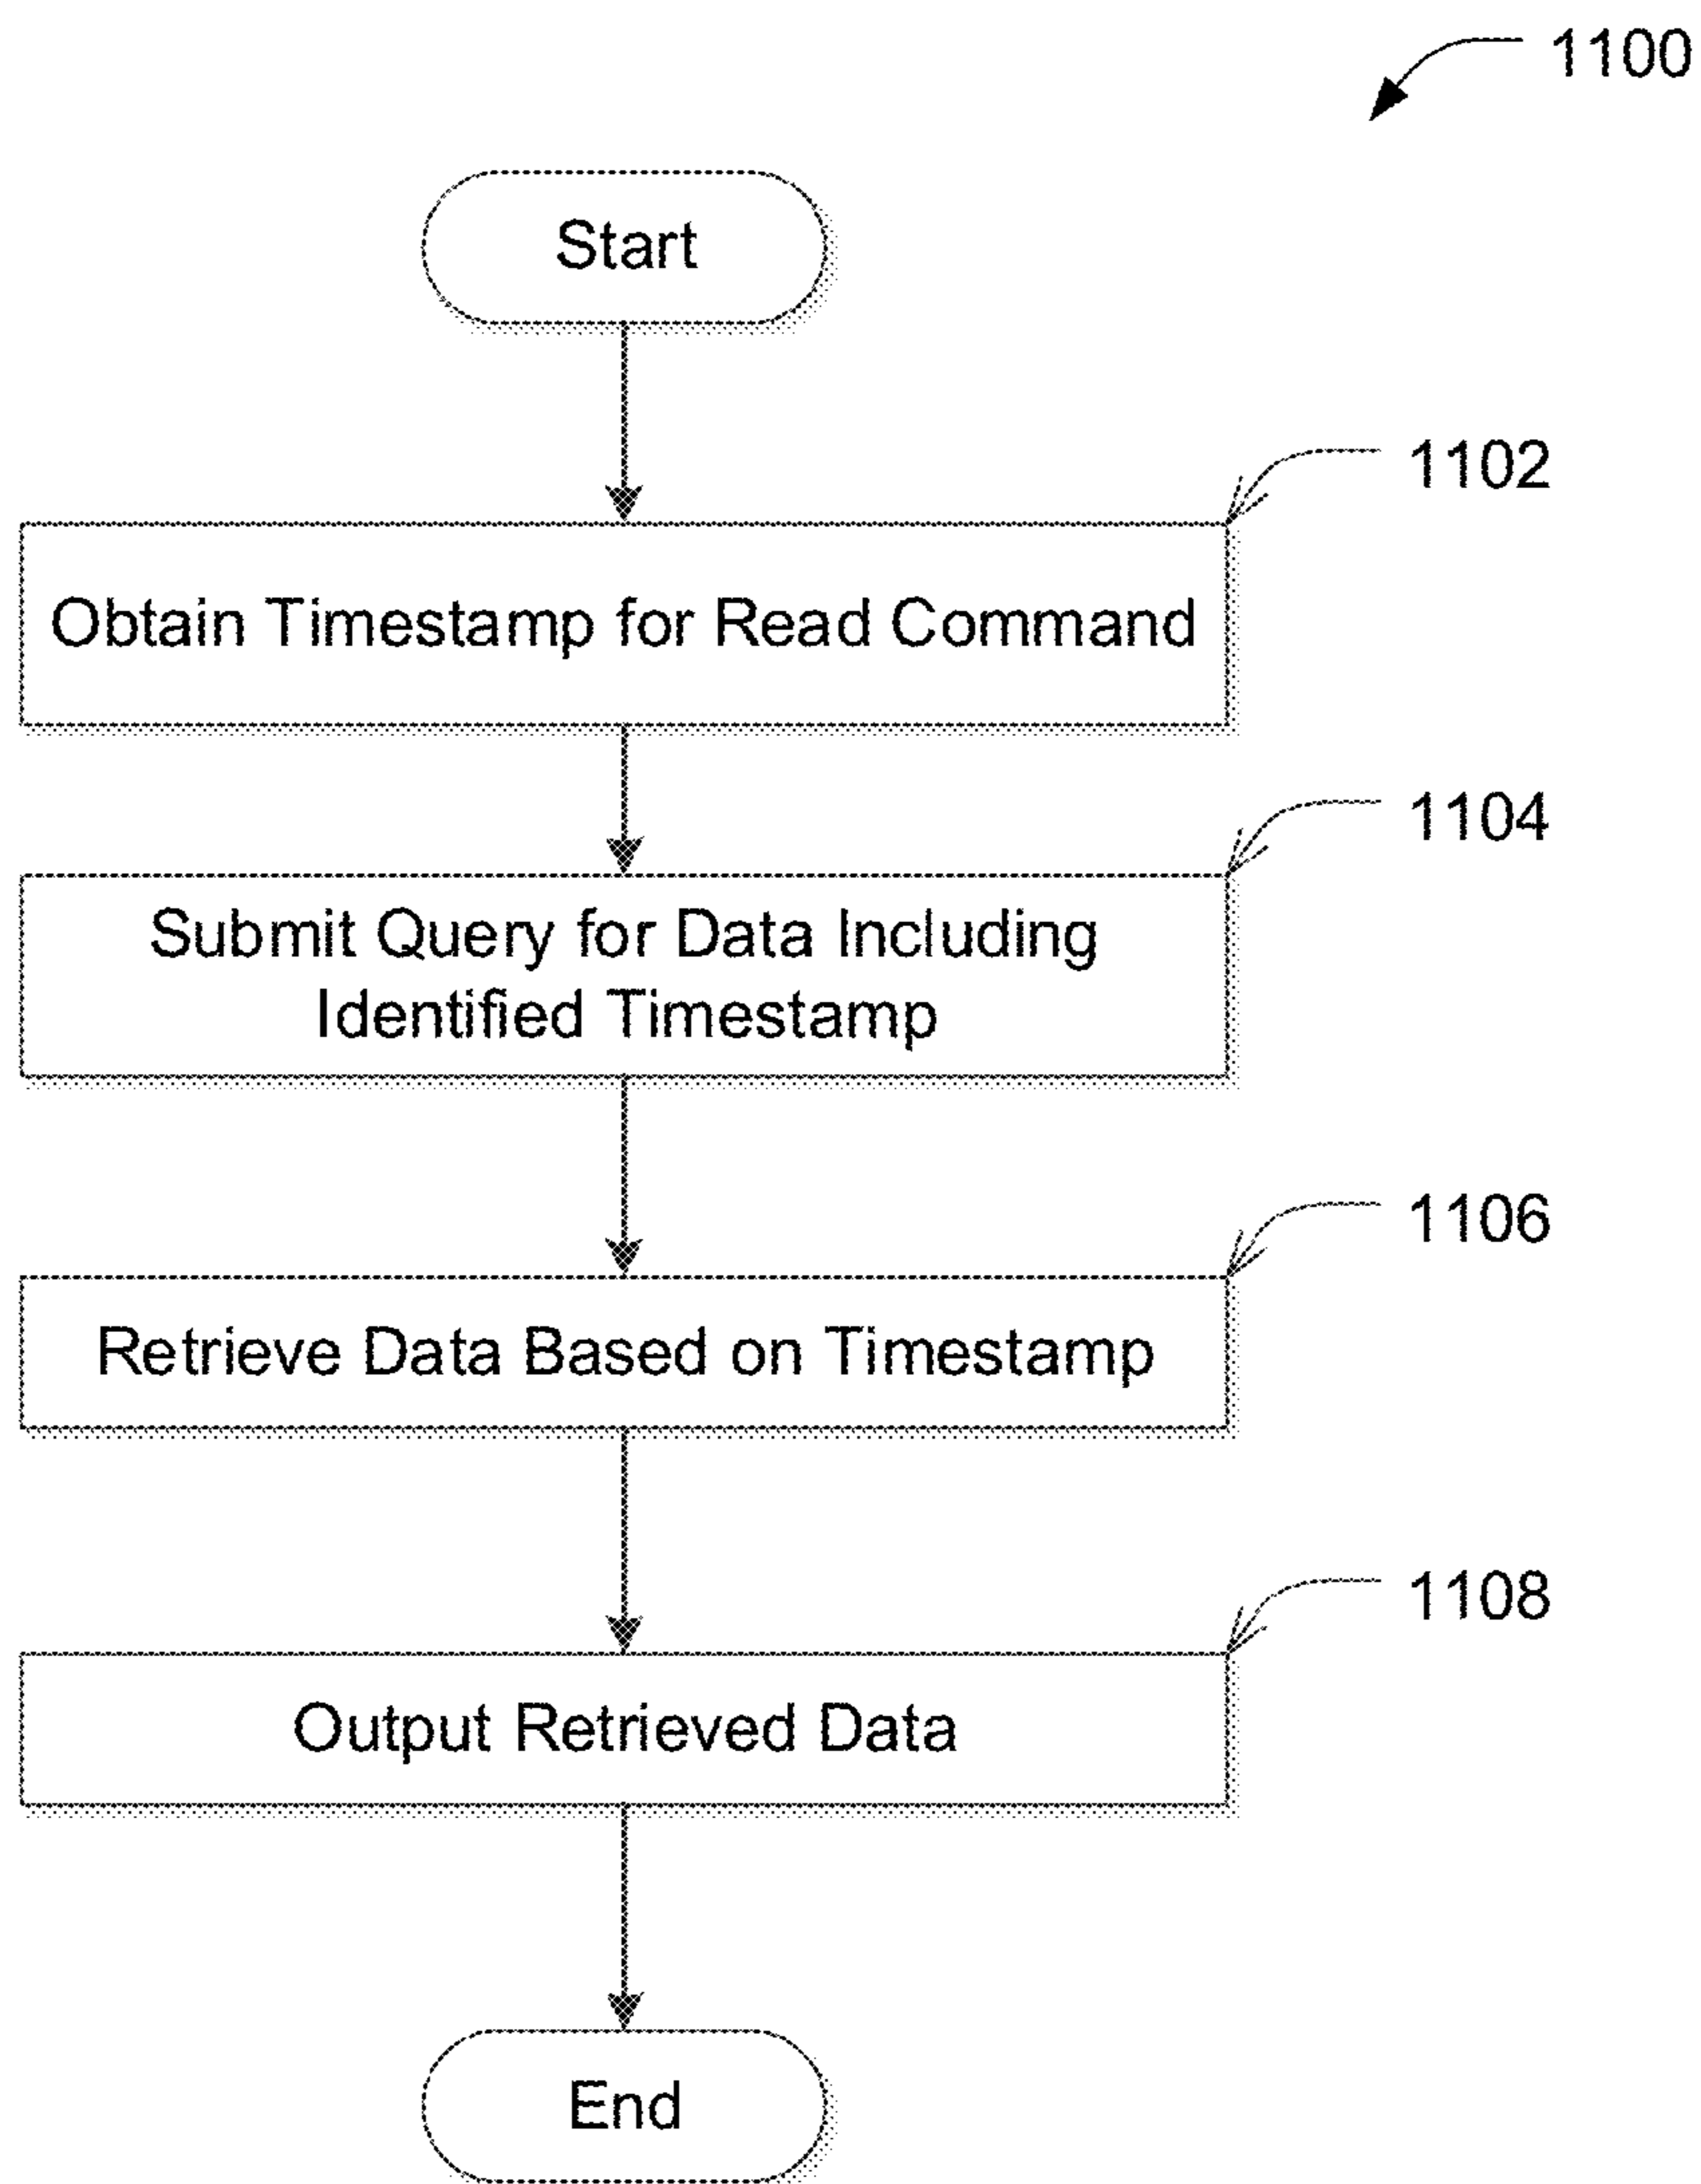 1100
Start
1102
Obtain Timestamp for Read Command
1104
Submit Query for Data Including
Identified Timestamp
1106
Retrieve Data Based on Timestamp
1108
Output Retrieved Data
End